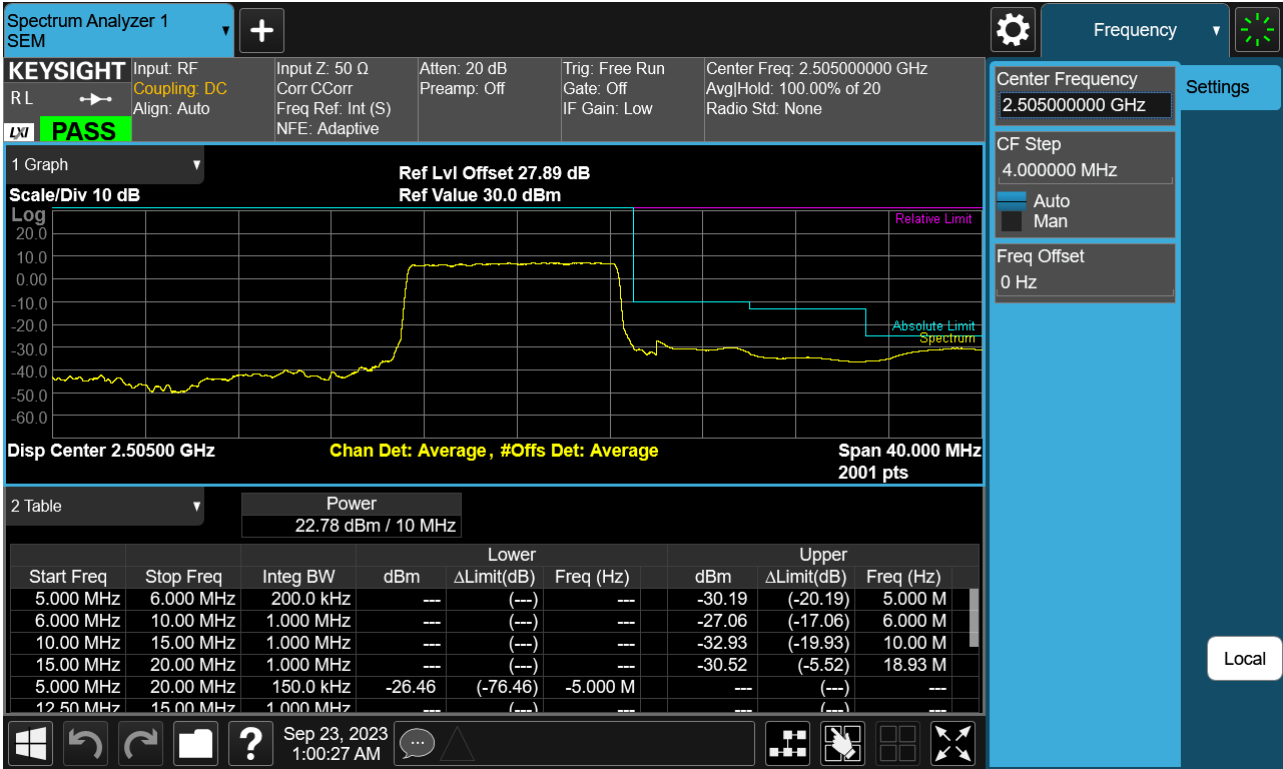 Spectrum Analyzer 1
SEM
Frequency
KEYSIGHT
R L
LXI
PASS
Input: RF
Coupling: DC
Align: Auto
Input Z: 50 Ω
Corr CCorr
Freq Ref: Int (S)
NFE: Adaptive
Atten: 20 dB
Preamp: Off
Trig: Free Run
Gate: Off
IF Gain: Low
Center Freq: 2.505000000 GHz
Avg|Hold: 100.00% of 20
Radio Std: None
Center Frequency
2.505000000 GHz
Settings
CF Step
4.000000 MHz
Auto
Man
Freq Offset
0 Hz
Local
1 Graph
Scale/Div 10 dB
Ref Lvl Offset 27.89 dB
Ref Value 30.0 dBm
Log
20.0
10.0
0.00
-10.0
-20.0
-30.0
-40.0
-50.0
-60.0
Relative Limit
Absolute Limit
Spectrum
Disp Center 2.50500 GHz
Chan Det: Average , #Offs Det: Average
Span 40.000 MHz
2001 pts
2 Table
Power
22.78 dBm / 10 MHz
Lower Upper
Start Freq Stop Freq Integ BW dBm ΔLimit(dB) Freq (Hz) dBm ΔLimit(dB) Freq (Hz)
5.000 MHz 6.000 MHz 200.0 kHz --- (---) --- -30.19 (-20.19) 5.000 M
6.000 MHz 10.00 MHz 1.000 MHz --- (---) --- -27.06 (-17.06) 6.000 M
10.00 MHz 15.00 MHz 1.000 MHz --- (---) --- -32.93 (-19.93) 10.00 M
15.00 MHz 20.00 MHz 1.000 MHz --- (---) --- -30.52 (-5.52) 18.93 M
5.000 MHz 20.00 MHz 150.0 kHz -26.46 (-76.46) -5.000 M --- (---) ---
12.50 MHz 15.00 MHz 1.000 MHz --- (---) --- --- (---) ---
?
Sep 23, 2023
1:00:27 AM